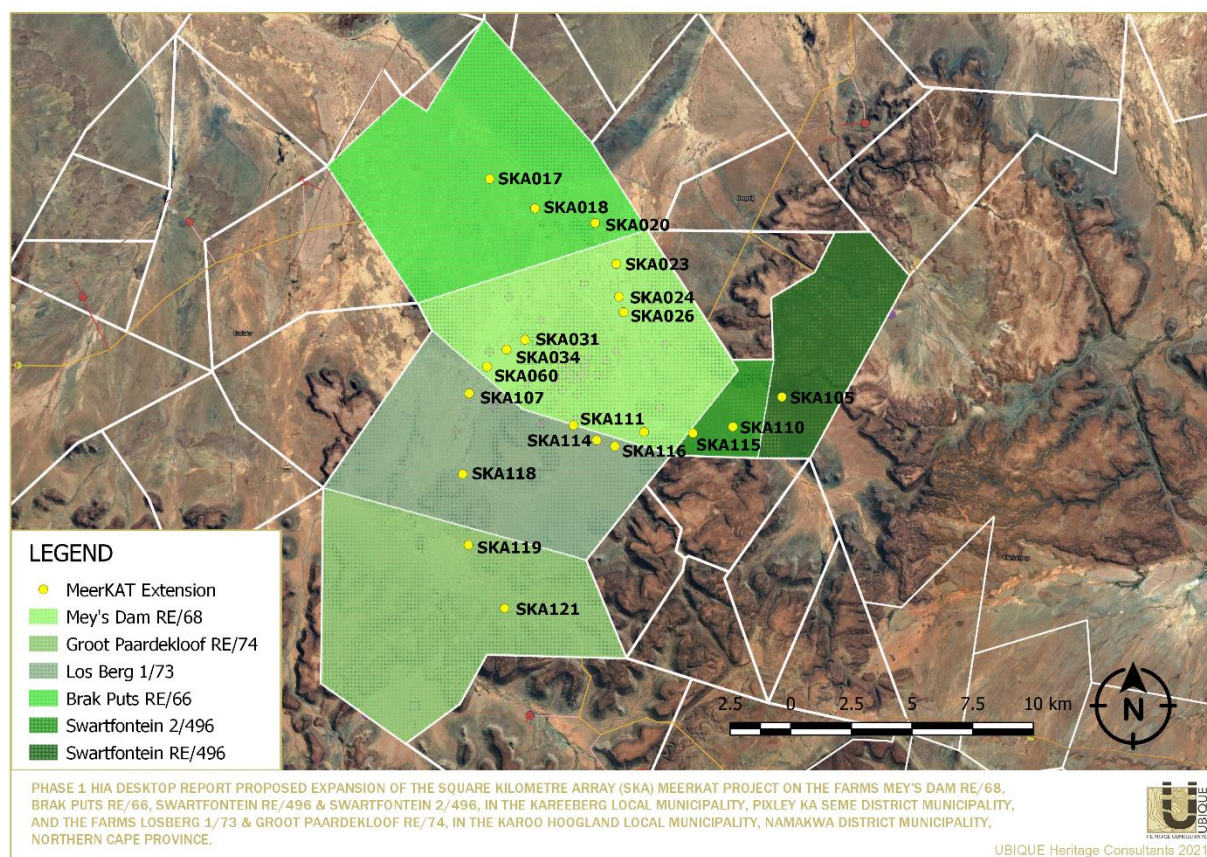 SKA017
SKA018
SKA020
SKA023
SKA024
SKA026
SKA031
SKA034
SKA060
SKA107
SKA105
SKA111
SKA110
SKA114
SKA115
SKA116
SKA118
SKA119
SKA121
LEGEND
MeerKAT Extension
Mey's Dam RE/68
Groot Paardekloof RE/74
Los Berg 1/73
Brak Puts RE/66
Swartfontein 2/496
Swartfontein RE/496
2.5 0 2.5 5 7.5 10 km
N
PHASE 1 HIA DESKTOP REPORT PROPOSED EXPANSION OF THE SQUARE KILOMETRE ARRAY (SKA) MEERKAT PROJECT ON THE FARMS MEY'S DAM RE/68,
BRAK PUTS RE/66, SWARTFONTEIN RE/496 & SWARTFONTEIN 2/496, IN THE KAREEBERG LOCAL MUNICIPALITY, PIXLEY KA SEME DISTRICT MUNICIPALITY,
AND THE FARMS LOSBERG 1/73 & GROOT PAARDEKLOOF RE/74, IN THE KAROO HOOGLAND LOCAL MUNICIPALITY, NAMAKWA DISTRICT MUNICIPALITY,
NORTHERN CAPE PROVINCE.
UBIQUE
HERITAGE CONSULTANTS
UBIQUE Heritage Consultants 2021